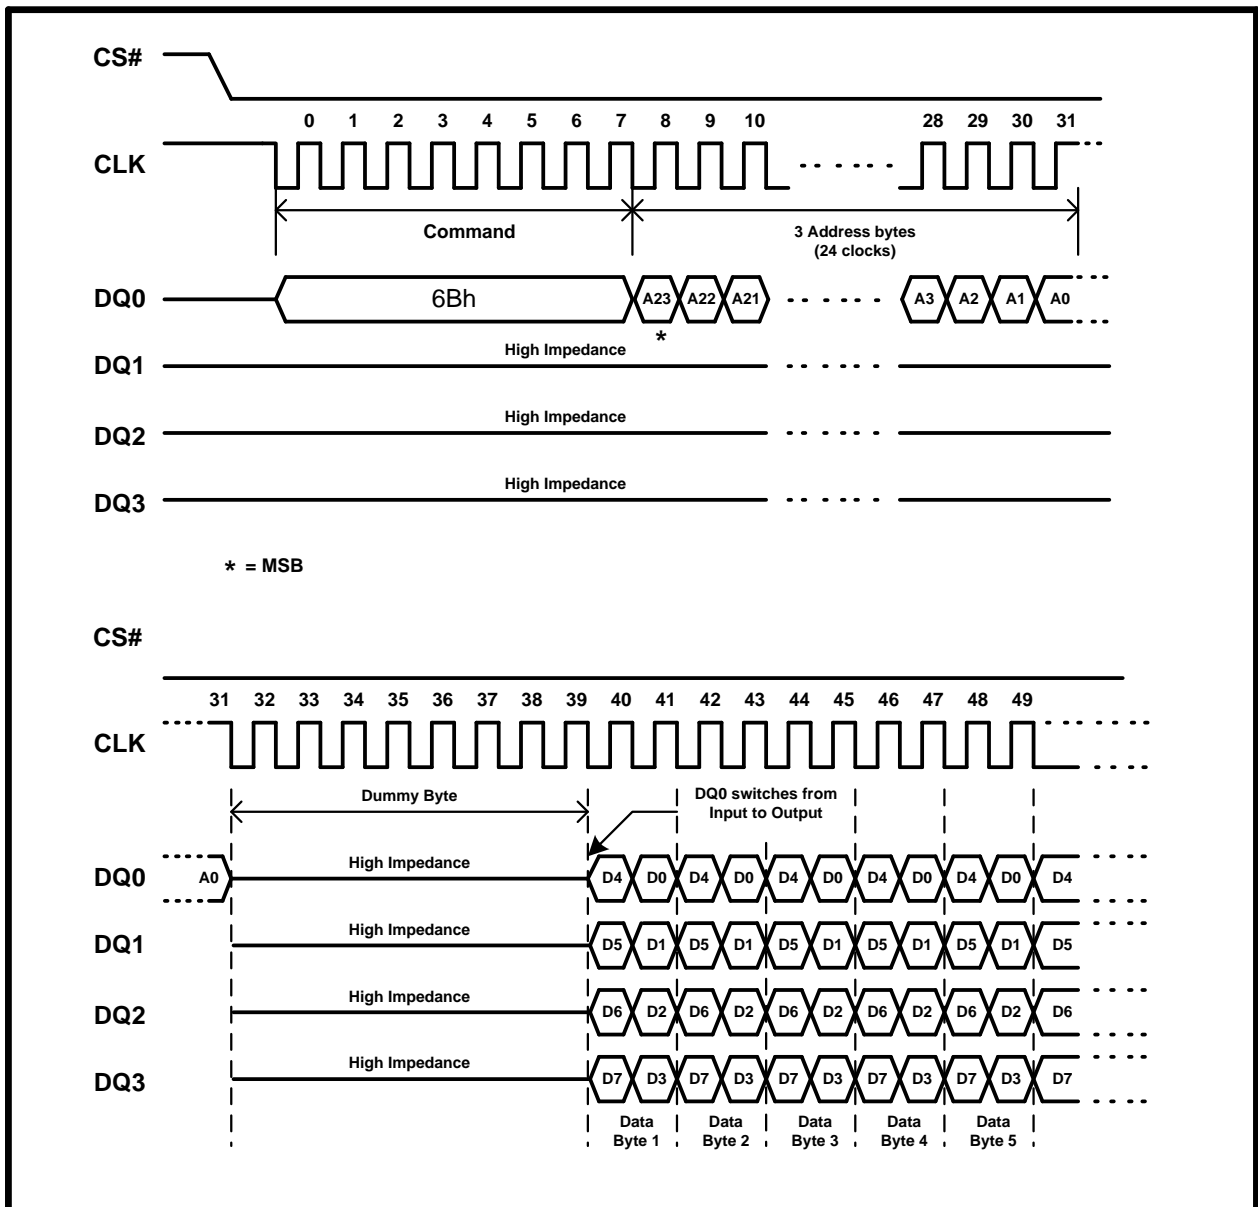 CS#
0 1 2 3 4 5 6 7 8 9 10 28 29 30 31
CLK
Command
3 Address bytes
(24 clocks)
DQ0 6Bh A23 A22 A21 A3 A2 A1 A0
*
High Impedance
DQ1
High Impedance
DQ2
High Impedance
DQ3
* = MSB
CS#
31 32 33 34 35 36 37 38 39 40 41 42 43 44 45 46 47 48 49
CLK
Dummy Byte
DQ0 switches from
Input to Output
High Impedance
DQ0 A0 D4 D0 D4 D0 D4 D0 D4 D0 D4 D0 D4
High Impedance
DQ1 D5 D1 D5 D1 D5 D1 D5 D1 D5 D1 D5
High Impedance
DQ2 D6 D2 D6 D2 D6 D2 D6 D2 D6 D2 D6
High Impedance
DQ3 D7 D3 D7 D3 D7 D3 D7 D3 D7 D3 D7
Data Data Data Data Data
Byte 1 Byte 2 Byte 3 Byte 4 Byte 5